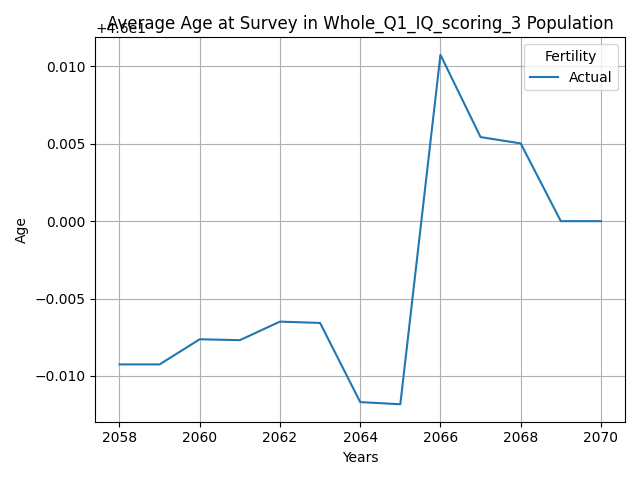 Average Age at Survey in Whole_Q1_IQ_scoring_3 Population
+4.6e1
Fertility
Actual
0.010
0.005
0.000
−0.005
−0.010
Age
2058 2060 2062 2064 2066 2068 2070
Years